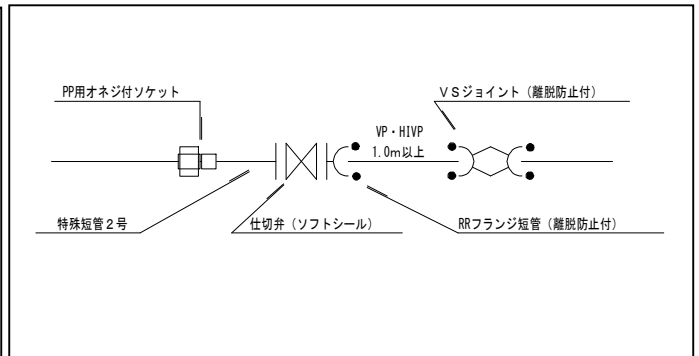 PP用オネジ付ソケット
VSジョイント（離脱防止付）
VP・HIVP
1.0m以上
特殊短管２号
仕切弁（ソフトシール）
RRフランジ短管（離脱防止付）